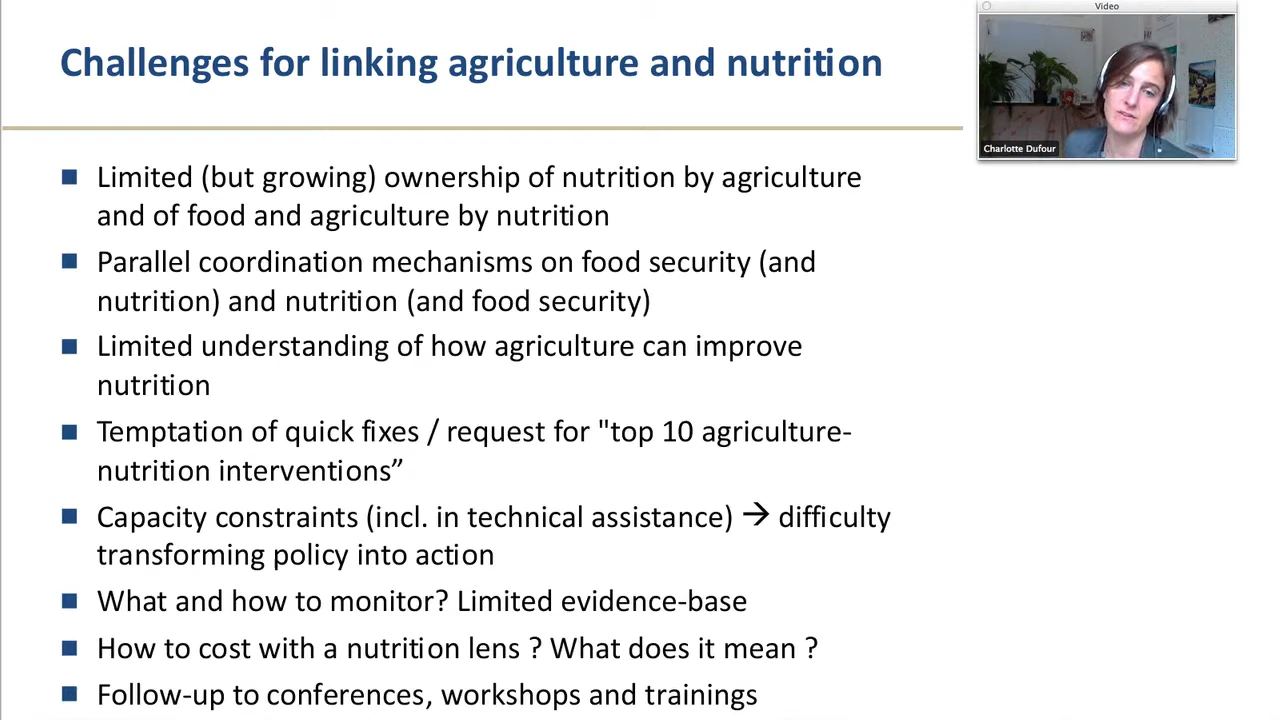 Challenges for linking agriculture and nutrition
Video
Charlotte Dufour
■ Limited (but growing) ownership of nutrition by agriculture
and of food and agriculture by nutrition
■ Parallel coordination mechanisms on food security (and
nutrition) and nutrition (and food security)
■ Limited understanding of how agriculture can improve
nutrition
■ Temptation of quick fixes / request for "top 10 agriculture-
nutrition interventions”
■ Capacity constraints (incl. in technical assistance) → difficulty
transforming policy into action
■ What and how to monitor? Limited evidence-base
■ How to cost with a nutrition lens ? What does it mean ?
■ Follow-up to conferences, workshops and trainings